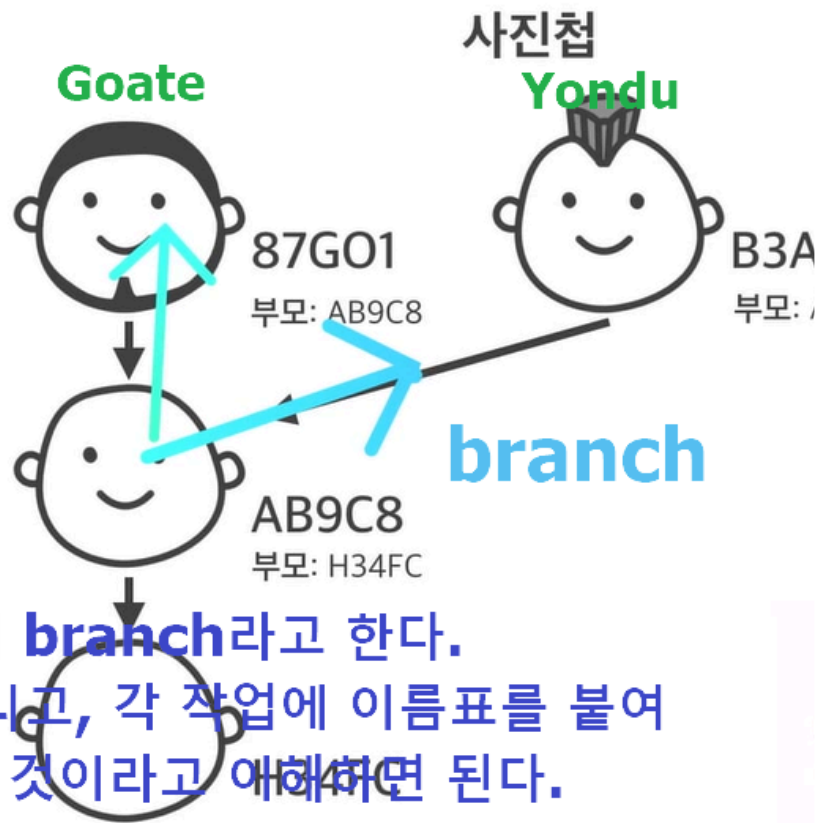 사진첩
Goate Yondu
87GO1
부모: AB9C8
B3A
부모:
branch
AB9C8
부모: H34FC
branch라고 한다.
고, 각 작업에 이름표를 붙여
H34FC
것이라고 이해하면 된다.